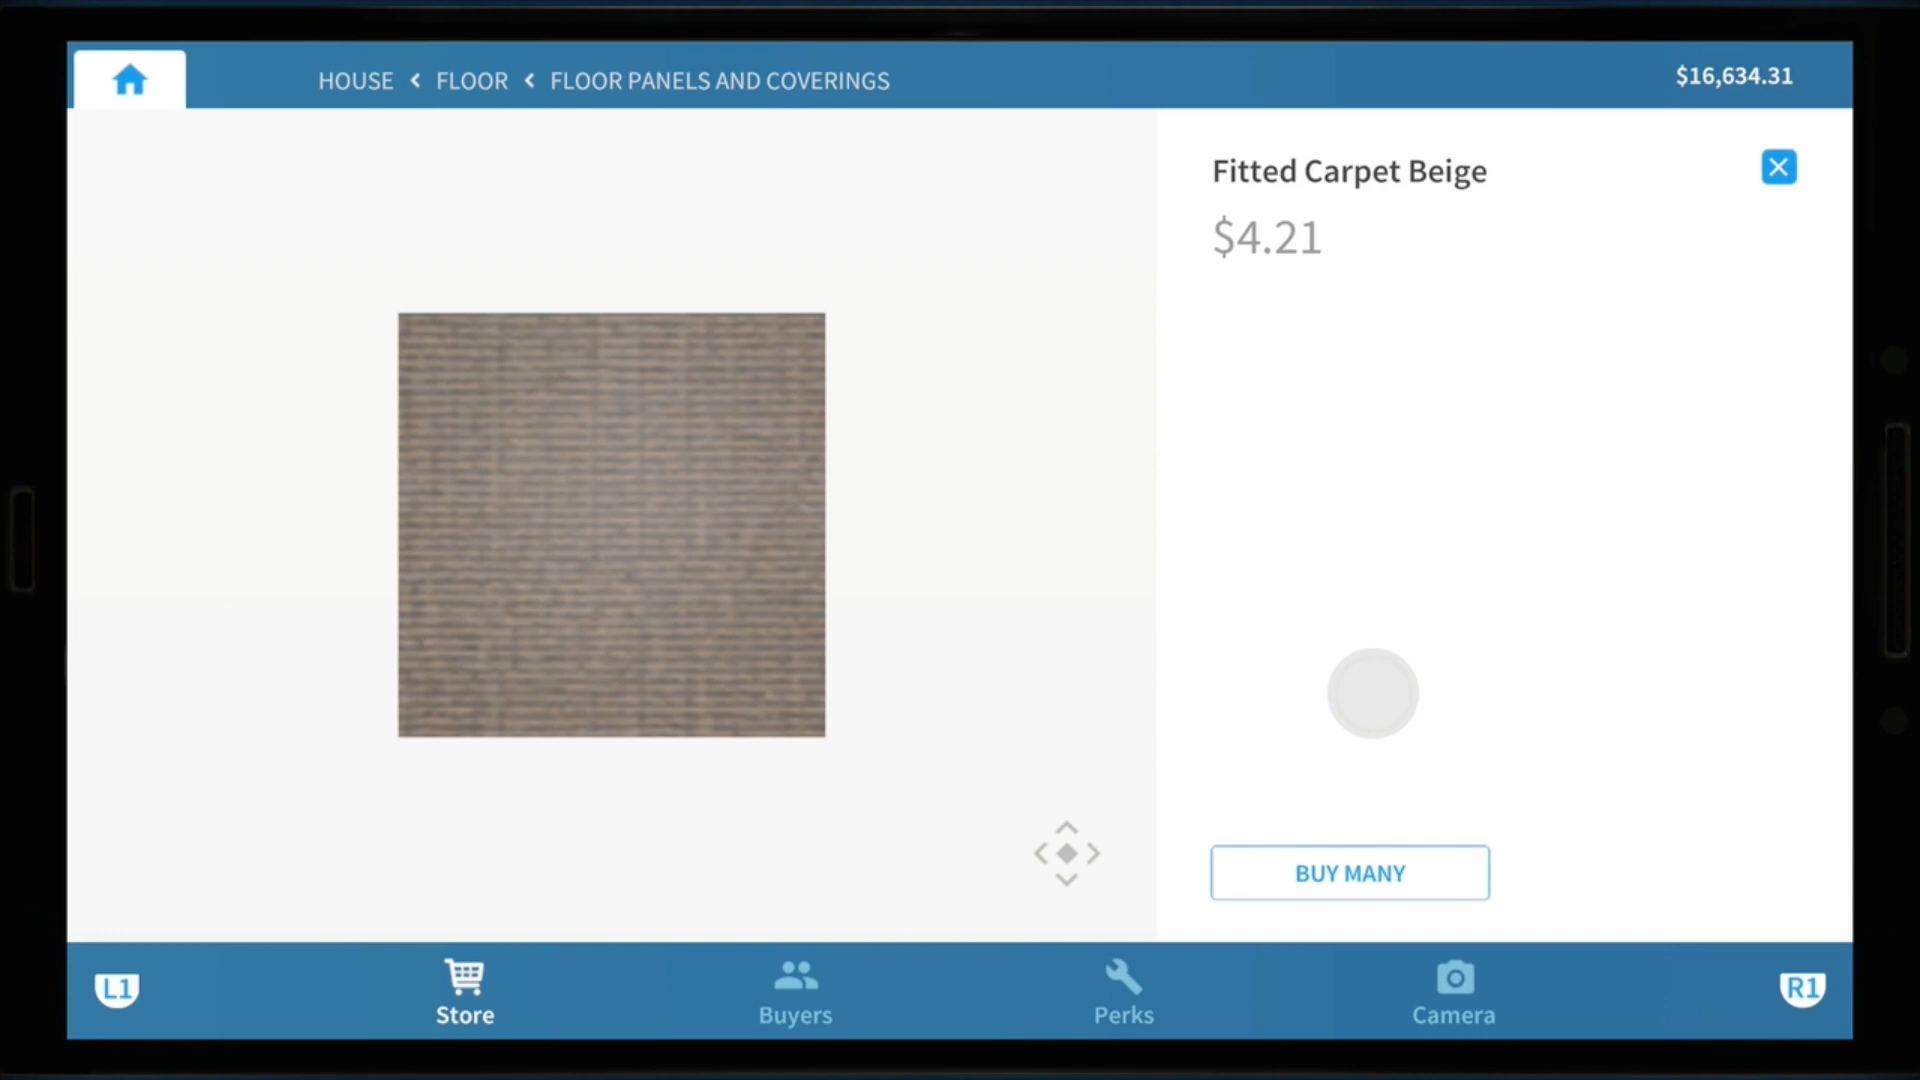 HOUSE < FLOOR < FLOOR PANELS AND COVERINGS
$16,634.31
Fitted Carpet Beige
$4.21
BUY MANY
L1
Store
Buyers
Perks
Camera
R1